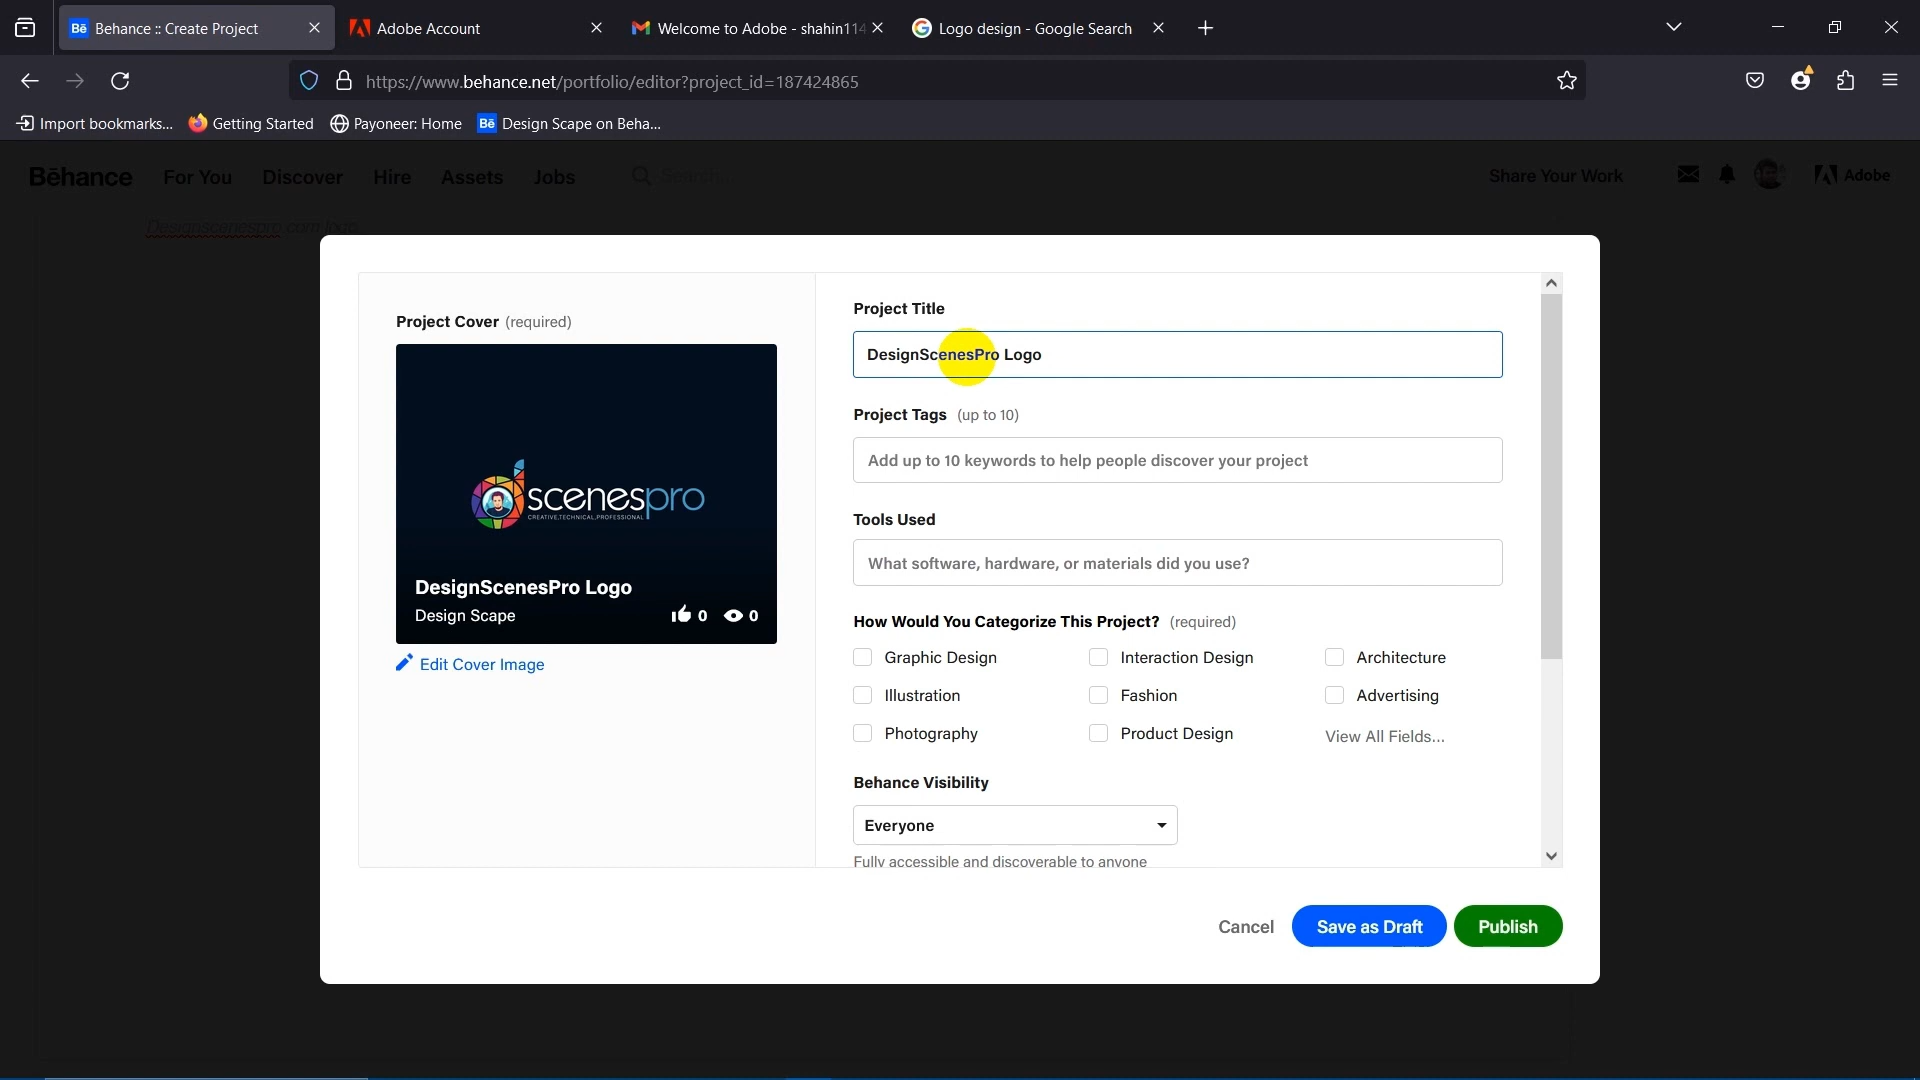 Bē Behance :: Create Project
Adobe Account
Welcome to Adobe - shahin114
Logo design - Google Search
https://www.behance.net/portfolio/editor?project_id=187424865
Import bookmarks...
Getting Started
Payoneer: Home
Bē Design Scape on Beha...
Bēhance
For You
Discover
Hire
Assets
Jobs
Search...
Share Your Work
Adobe
Designscenespro.com logo
Project Cover (required)
scenespro
CREATIVE,TECHNICAL,PROFESSIONAL
DesignScenesPro Logo
Design Scape
0
0
Edit Cover Image
Project Title
DesignScenesPro Logo
Project Tags (up to 10)
Add up to 10 keywords to help people discover your project
Tools Used
What software, hardware, or materials did you use?
How Would You Categorize This Project? (required)
Graphic Design
Interaction Design
Architecture
Illustration
Fashion
Advertising
Photography
Product Design
View All Fields...
Behance Visibility
Everyone
Fully accessible and discoverable to anyone
Cancel
Save as Draft
Publish